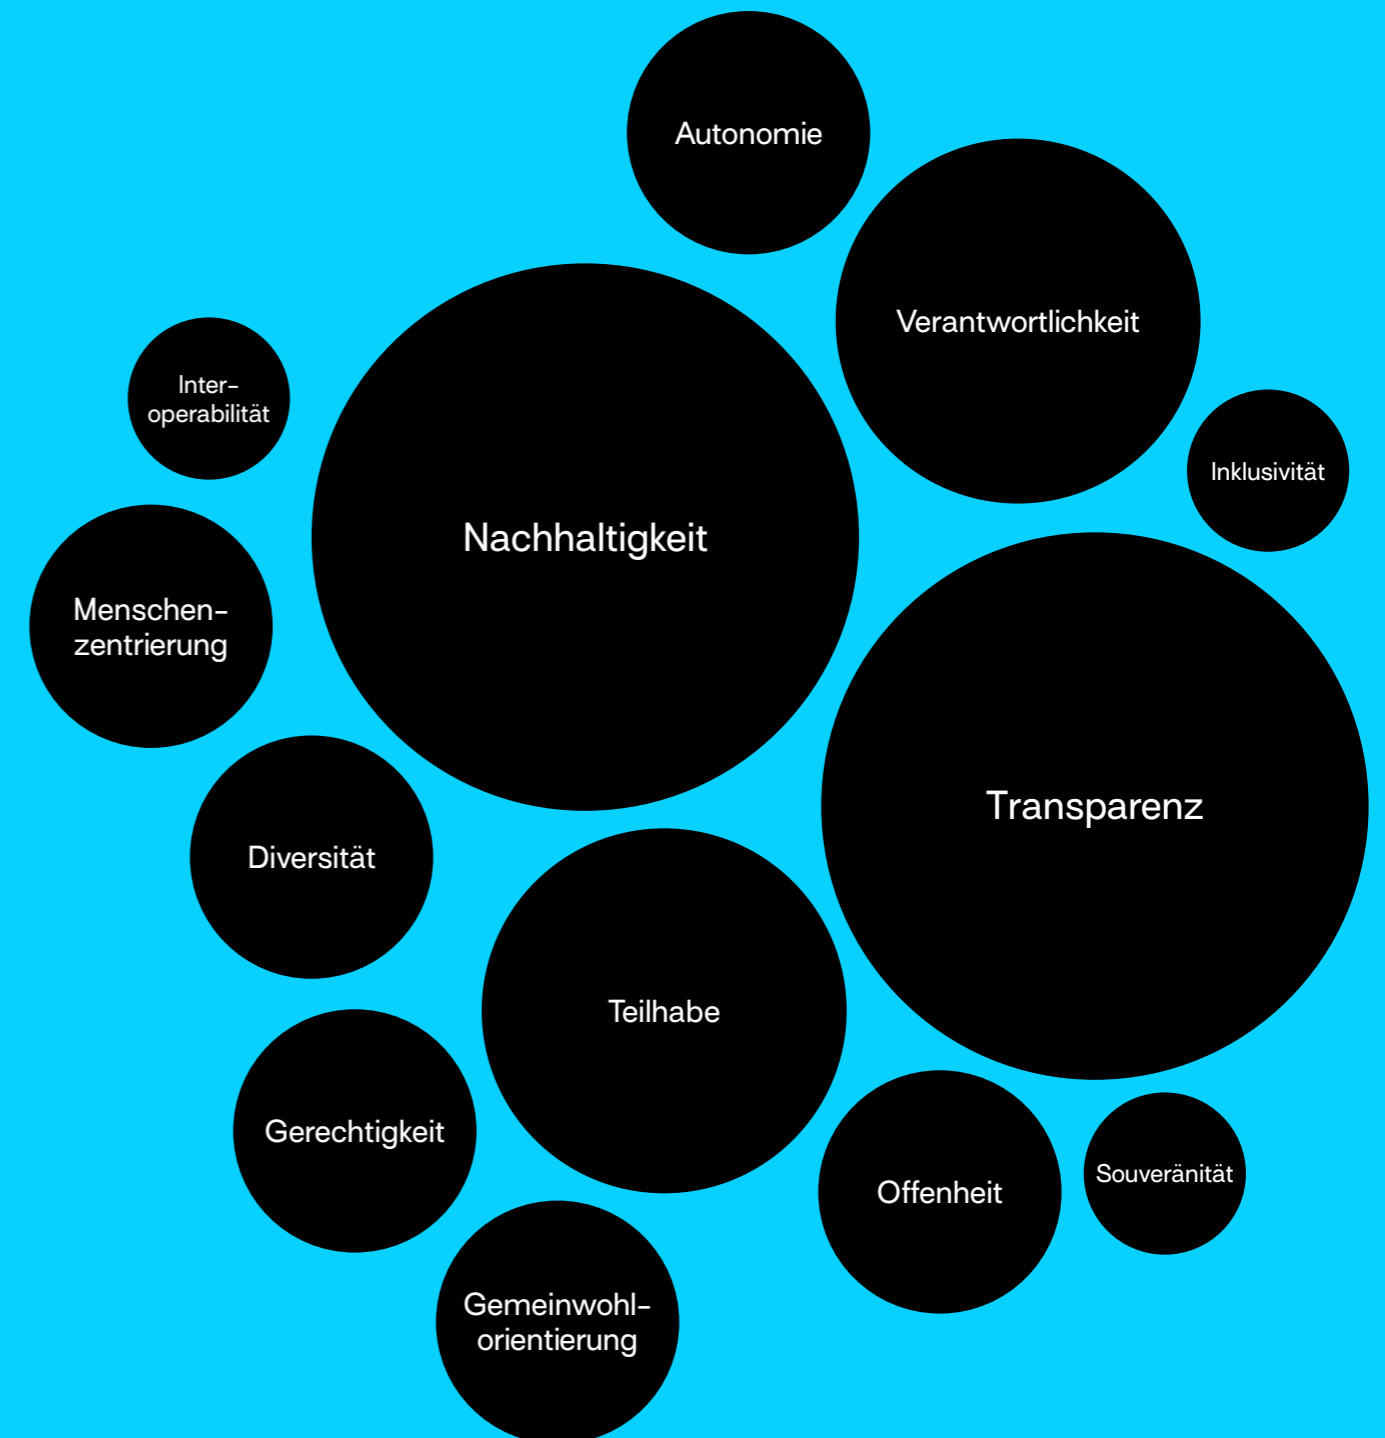 Autonomie
Verantwortlichkeit
Inter-
operabilität
Inklusivität
Nachhaltigkeit
Menschen-
zentrierung
Transparenz
Diversität
Teilhabe
Gerechtigkeit
Souveränität
Offenheit
Gemeinwohl-
orientierung